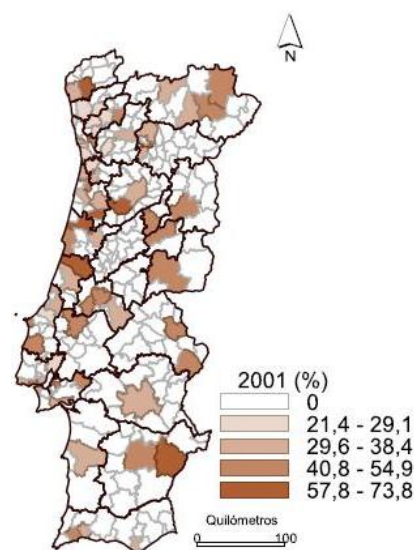 N
2001 (%)
0
21,4 - 29,1
29,6 - 38,4
40,8 - 54,9
57,8 - 73,8
Quilómetros
0 100